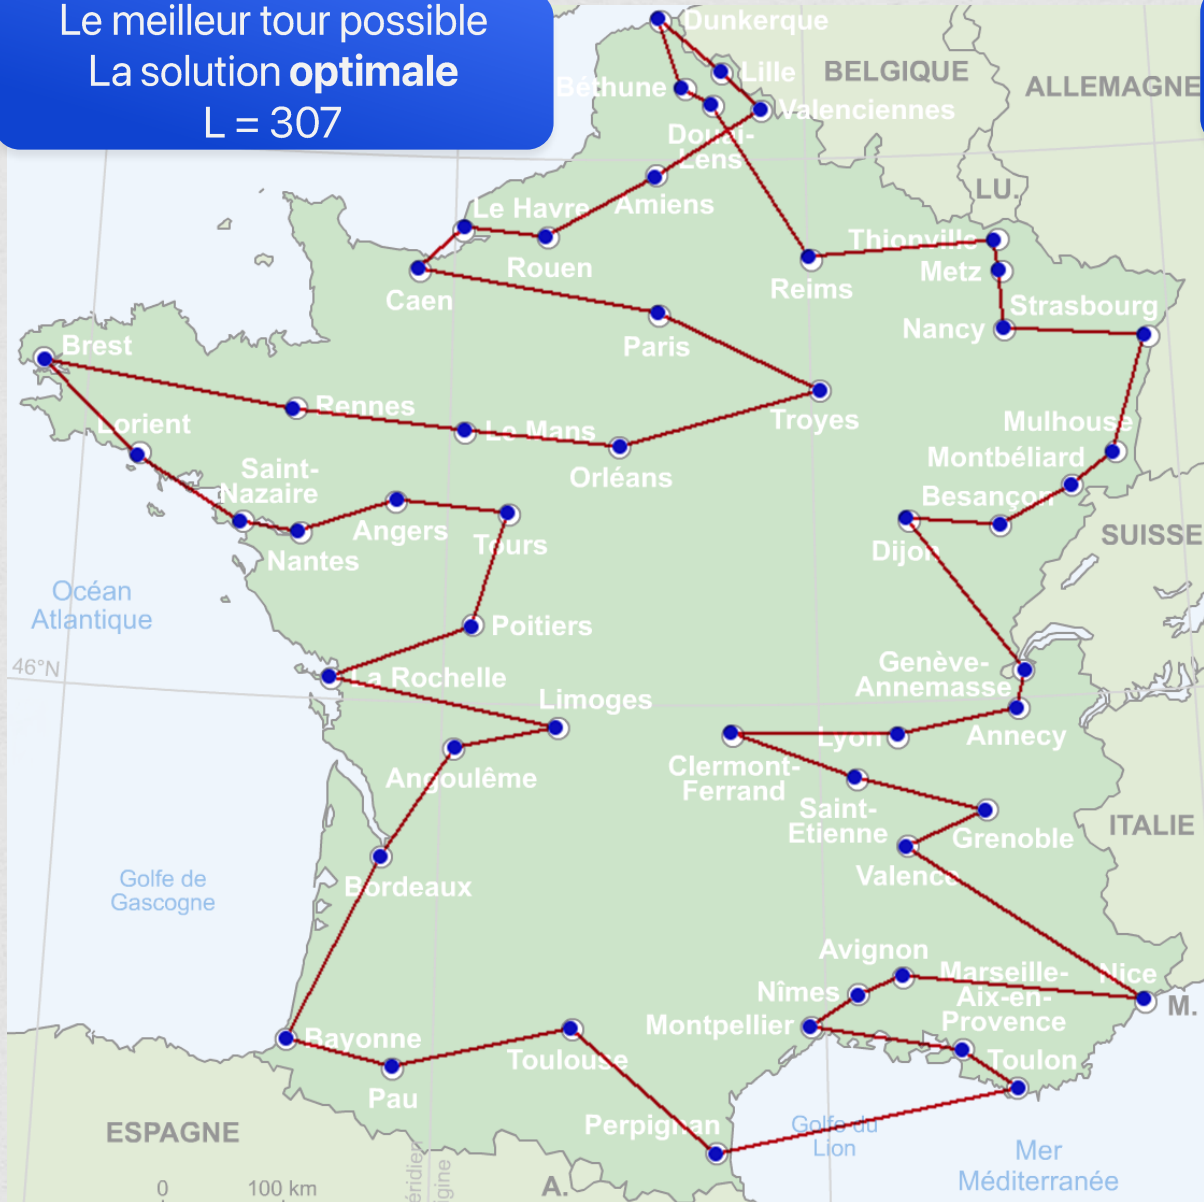 Le meilleur tour possible
La solution optimale
L = 307
Dunkerque
Lille
BELGIQUE
ALLEMAGNE
Béthune
Valenciennes
Douai-
Lens
LU.
Le Havre
Amiens
Thionville
Rouen
Metz
Caen
Reims
Strasbourg
Nancy
Brest
Paris
Rennes
Troyes
Lorient
Le Mans
Mulhouse
Montbéliard
Orléans
Saint-
Nazaire
Besançon
Angers
Tours
Dijon
SUISSE
Nantes
Océan
Atlantique
Poitiers
46°N
La Rochelle
Genève-
Annemasse
Limoges
Lyon
Annecy
Angoulême
Clermont-
Ferrand
Saint-
Etienne
Grenoble
ITALIE
Golfe de
Gascogne
Bordeaux
Valence
Avignon
Marseille-
Aix-en-
Provence
Nice
Nîmes
M.
Montpellier
Bayonne
Toulouse
Toulon
Pau
Perpignan
Golfe du
Lion
ESPAGNE
Mer
Méditerranée
éridien
igine
A.
0
100 km